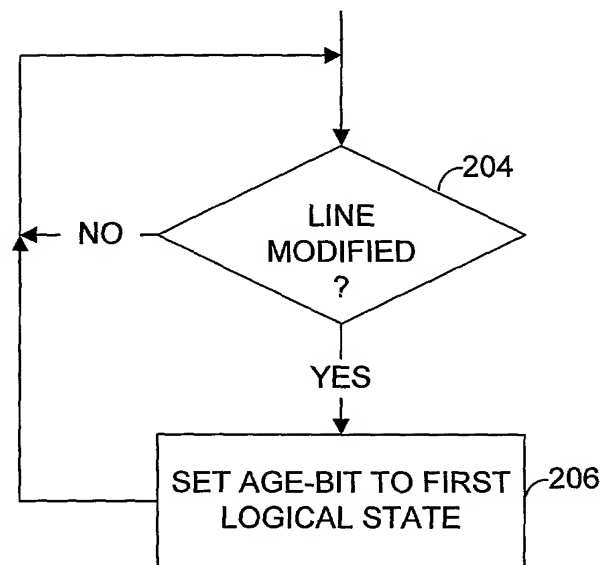 204
LINE
MODIFIED
?
NO
YES
SET AGE-BIT TO FIRST
LOGICAL STATE
206